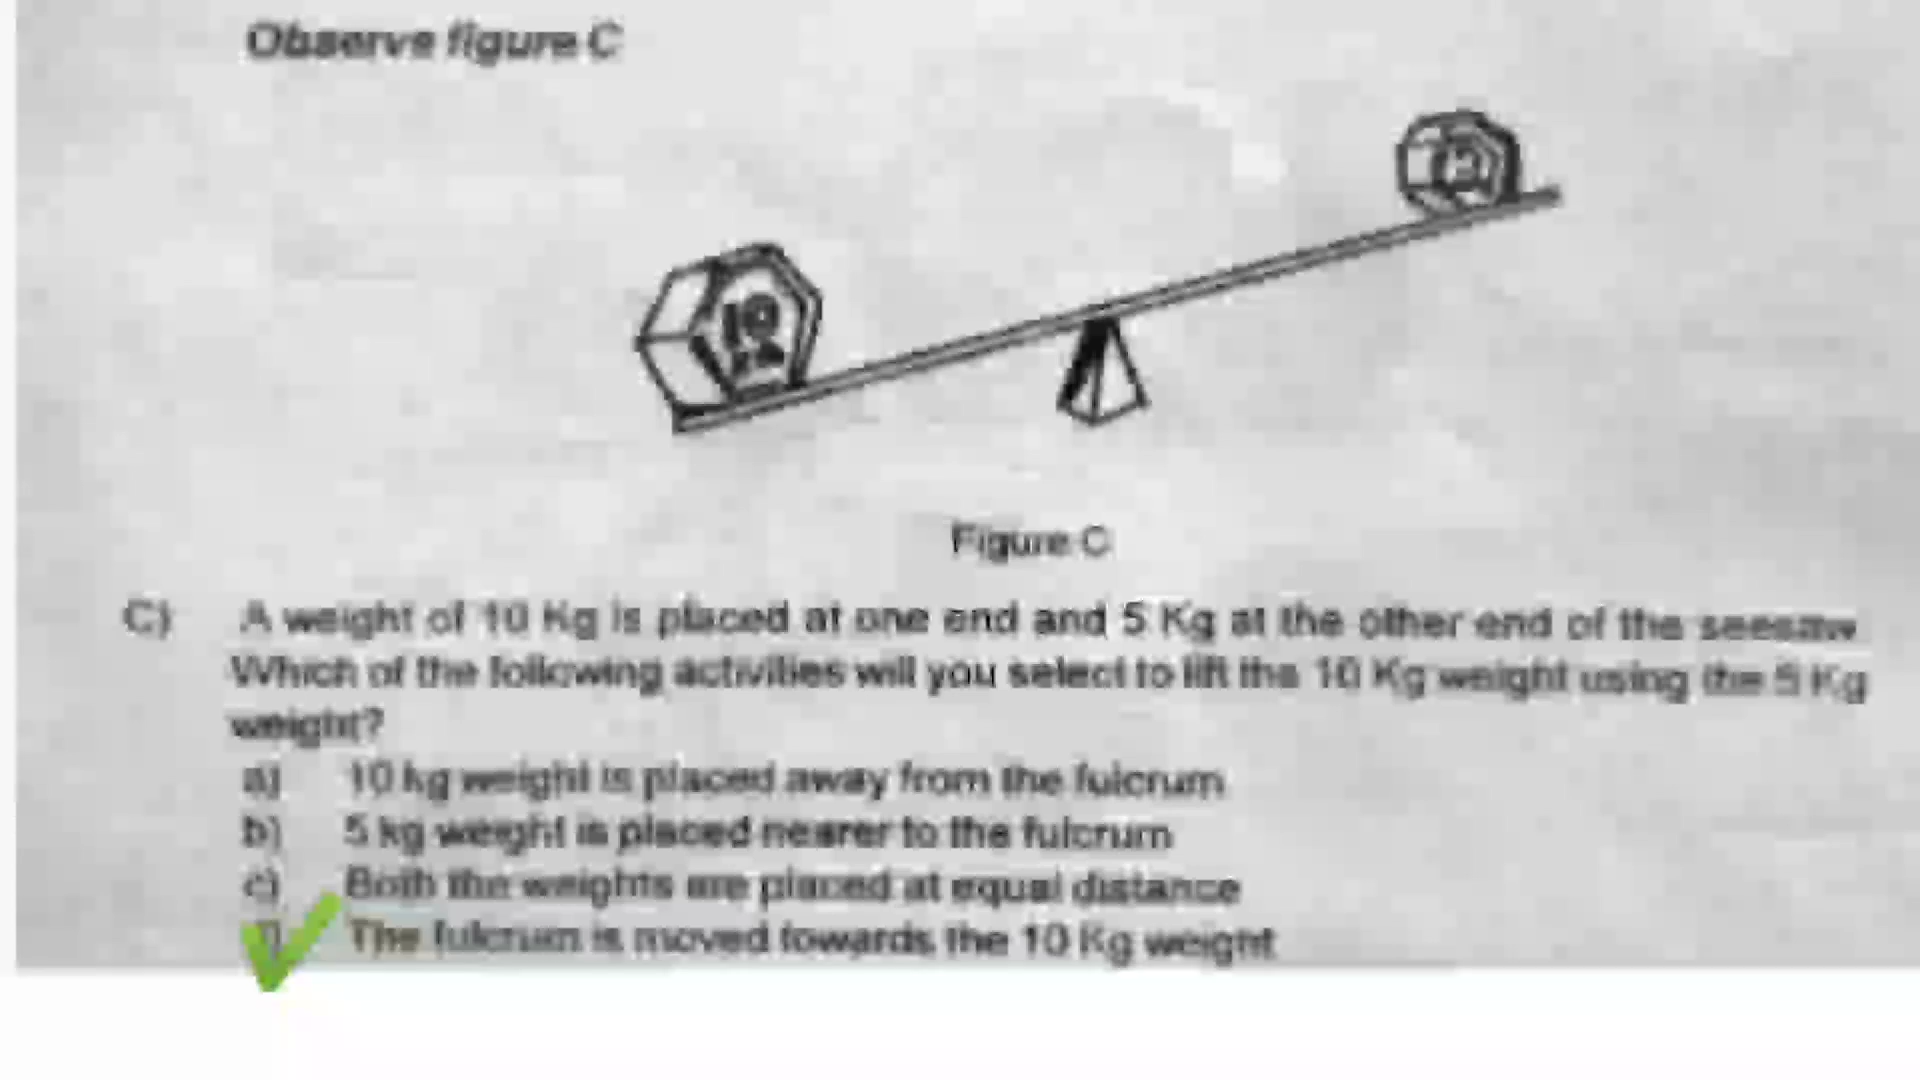 Observe figure C
10
Figure C
C) A weight of 10 Kg is placed at one end and 5 Kg at the other end of the seesaw
Which of the following activities will you select to lift the 10 Kg weight using the 5 Kg
weight?
a) 10 kg weight is placed away from the fulcrum
b) 5 kg weight is placed nearer to the fulcrum
c) Both the weights are placed at equal distance
The fulcrum is moved towards the 10 Kg weight